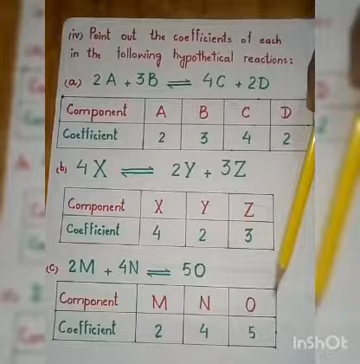 (iv) Point out the coefficients of each
in the following hypothetical reactions:
(a) 2A + 3B ⇌ 4C + 2D
Component A B C D
Coefficient 2 3 4 2
(b) 4X ⇌ 2Y + 3Z
Component X Y Z
Coefficient 4 2 3
(c) 2M + 4N ⇌ 5O
Component M N O
Coefficient 2 4 5
InShOt